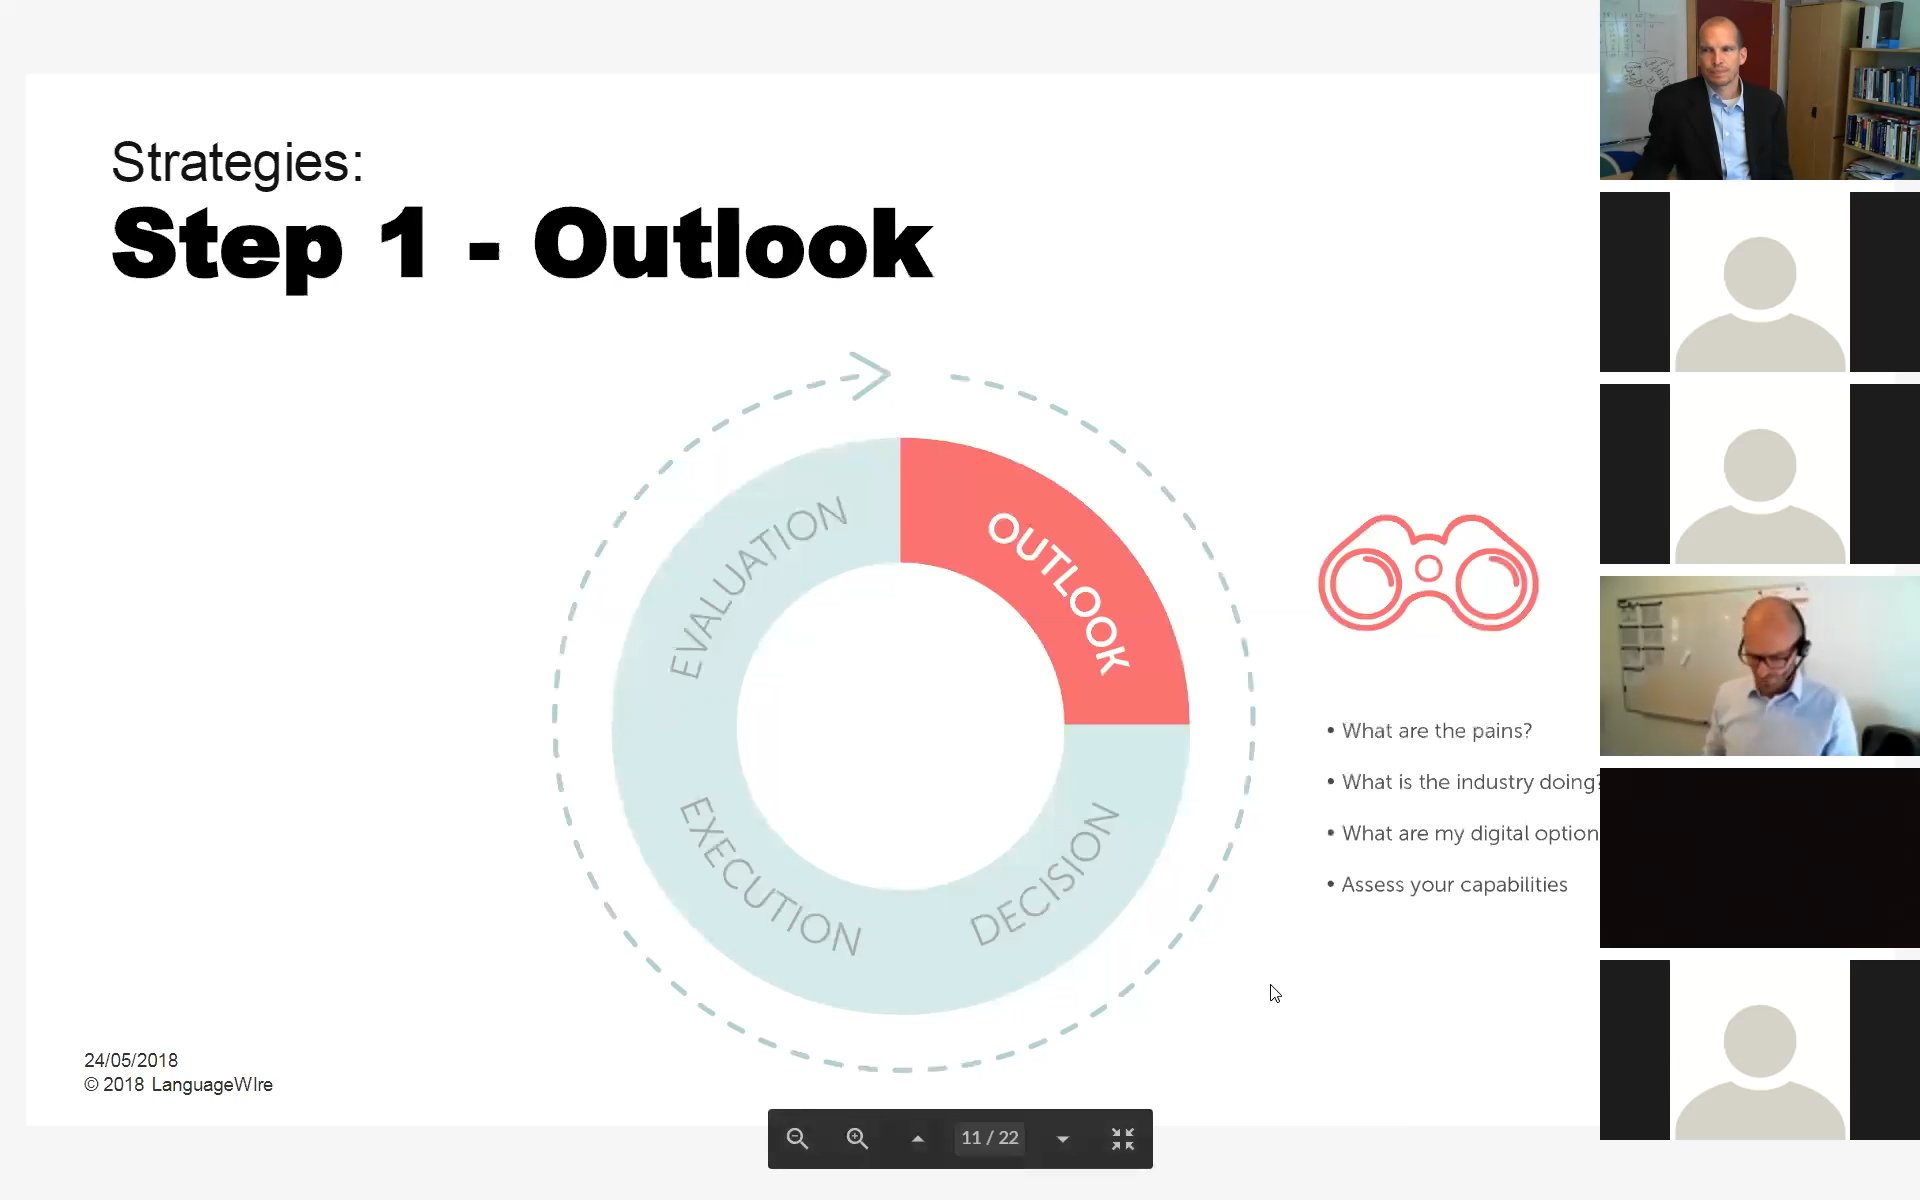 Strategies:
Step 1 - Outlook
EVALUATION
OUTLOOK
EXECUTION
DECISION
• What are the pains?
• What is the industry doing?
• What are my digital option
• Assess your capabilities
24/05/2018
© 2018 LanguageWIre
11 / 22